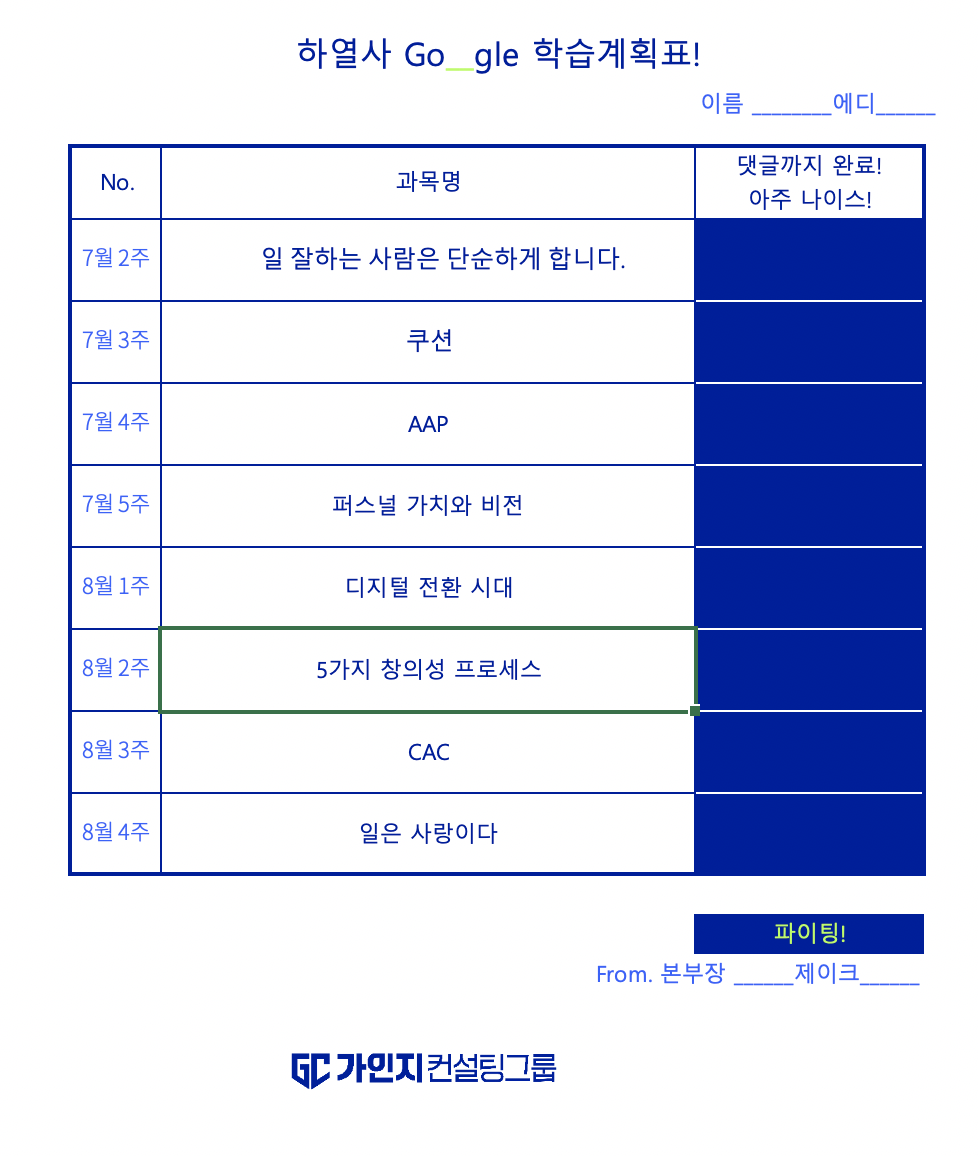 하열사 Go__gle 학습계획표!
이름 ________에디______
No.
과목명
댓글까지 완료!
아주 나이스!
7월 2주
일 잘하는 사람은 단순하게 합니다.
7월 3주
쿠션
7월 4주
AAP
7월 5주
퍼스널 가치와 비전
8월 1주
디지털 전환 시대
8월 2주
5가지 창의성 프로세스
8월 3주
CAC
8월 4주
일은 사랑이다
파이팅!
From. 본부장 ______제이크______
GC 가인지컨설팅그룹